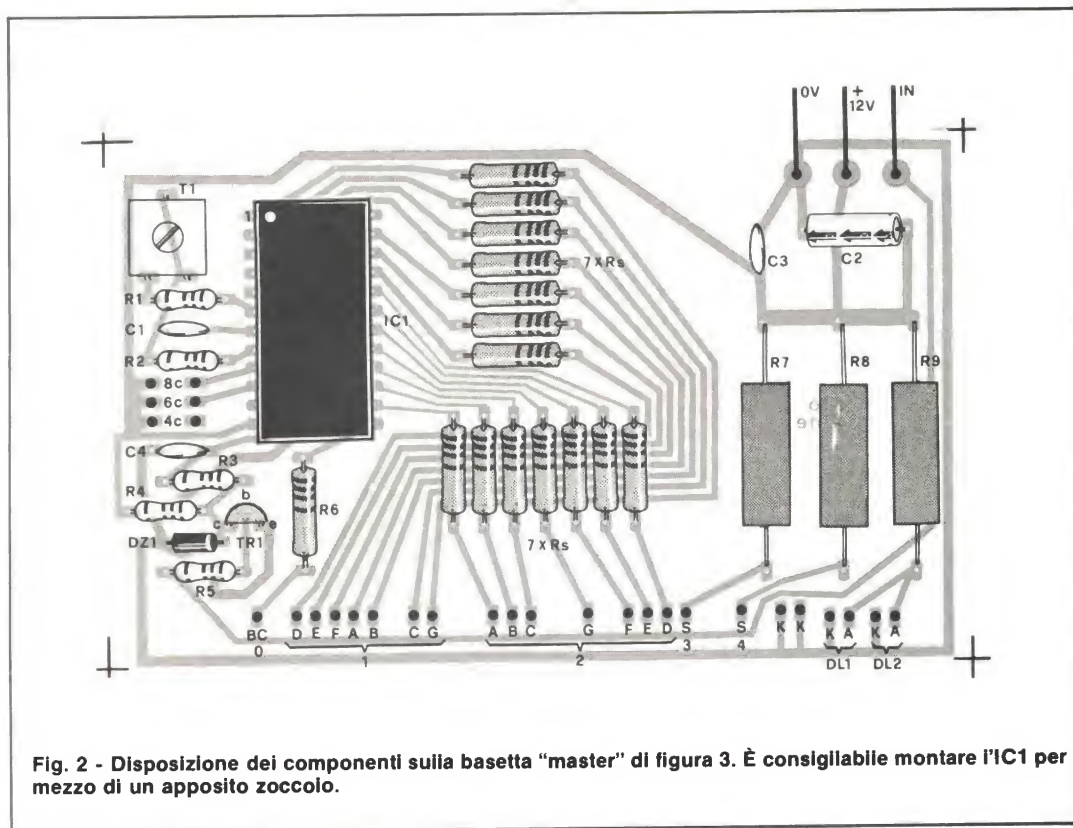 0V + 12V IN
T1
R1
C1
R2
8c
6c
4c
C4
R3
R4
b
c e
DZ1 TR1
R5
R6
IC1
7 x Rs
7 x Rs
C3
C2
R7 R8 R9
BC D E F A B C G A B C G F E D S S K K K A K A
0 1 2 3 4 DL1 DL2
Fig. 2 - Disposizione dei componenti sulla basetta "master" di figura 3. È consigliabile montare l'IC1 per
mezzo di un apposito zoccolo.